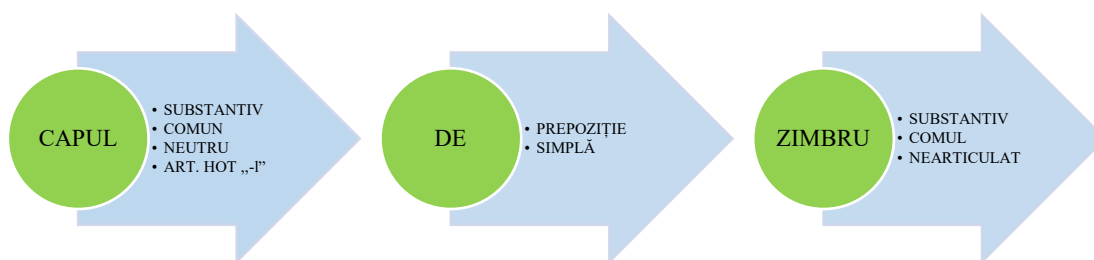 CAPUL
• SUBSTANTIV
• COMUN
• NEUTRU
• ART. HOT „-l”
DE
• PREPOZIȚIE
• SIMPLĂ
ZIMBRU
• SUBSTANTIV
• COMUL
• NEARTICULAT